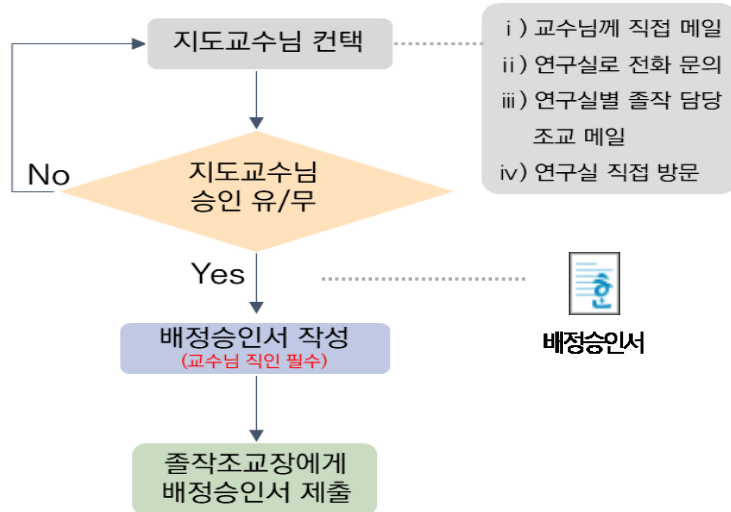 지도교수님 컨택
ⅰ) 교수님께 직접 메일
ⅱ) 연구실로 전화 문의
ⅲ) 연구실별 졸작 담당
조교 메일
ⅳ) 연구실 직접 방문
No
지도교수님
승인 유/무
Yes
배정승인서 작성
(교수님 직인 필수)
훈
배정승인서
졸작조교장에게
배정승인서 제출